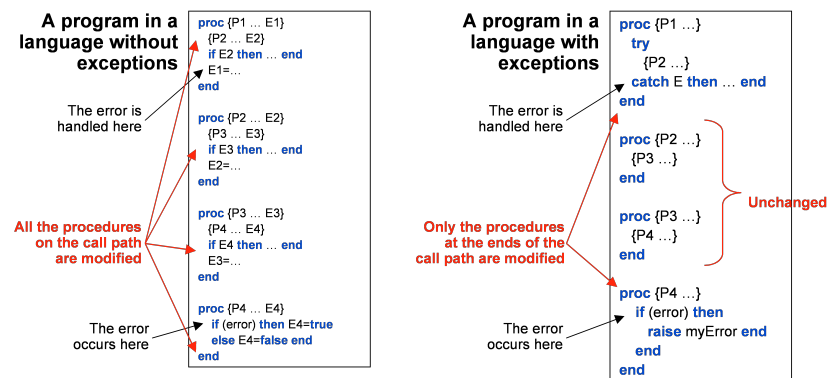 A program in a
language without
exceptions
proc {P1 … E1}
{P2 … E2}
if E2 then … end
E1=…
end
The error is
handled here
proc {P2 … E2}
{P3 … E3}
if E3 then … end
E2=…
end
All the procedures
on the call path
are modified
proc {P3 … E3}
{P4 … E4}
if E4 then … end
E3=…
end
The error
occurs here
proc {P4 … E4}
if (error) then E4=true
else E4=false end
end
A program in a
language with
exceptions
proc {P1 …}
try
{P2 …}
catch E then … end
end
The error is
handled here
proc {P2 …}
{P3 …}
end
Unchanged
Only the procedures
at the ends of the
call path are modified
proc {P3 …}
{P4 …}
end
The error
occurs here
proc {P4 …}
if (error) then
raise myError end
end
end